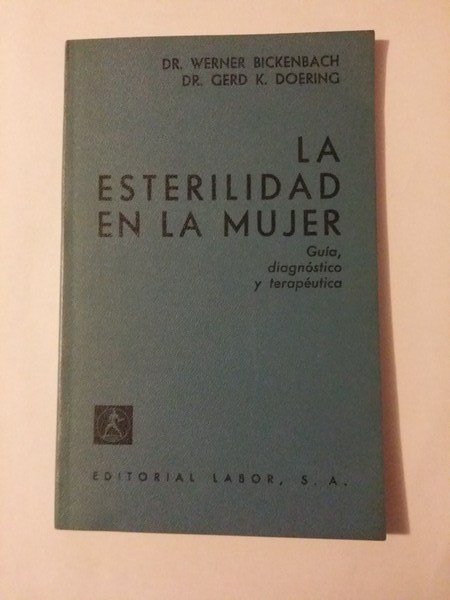 DR. WERNER BICKENBACH
DR. GERD K. DOERING
LA
ESTERILIDAD
EN LA MUJER
Guía,
diagnóstico
y terapéutica
EDITORIAL LABOR, S. A.